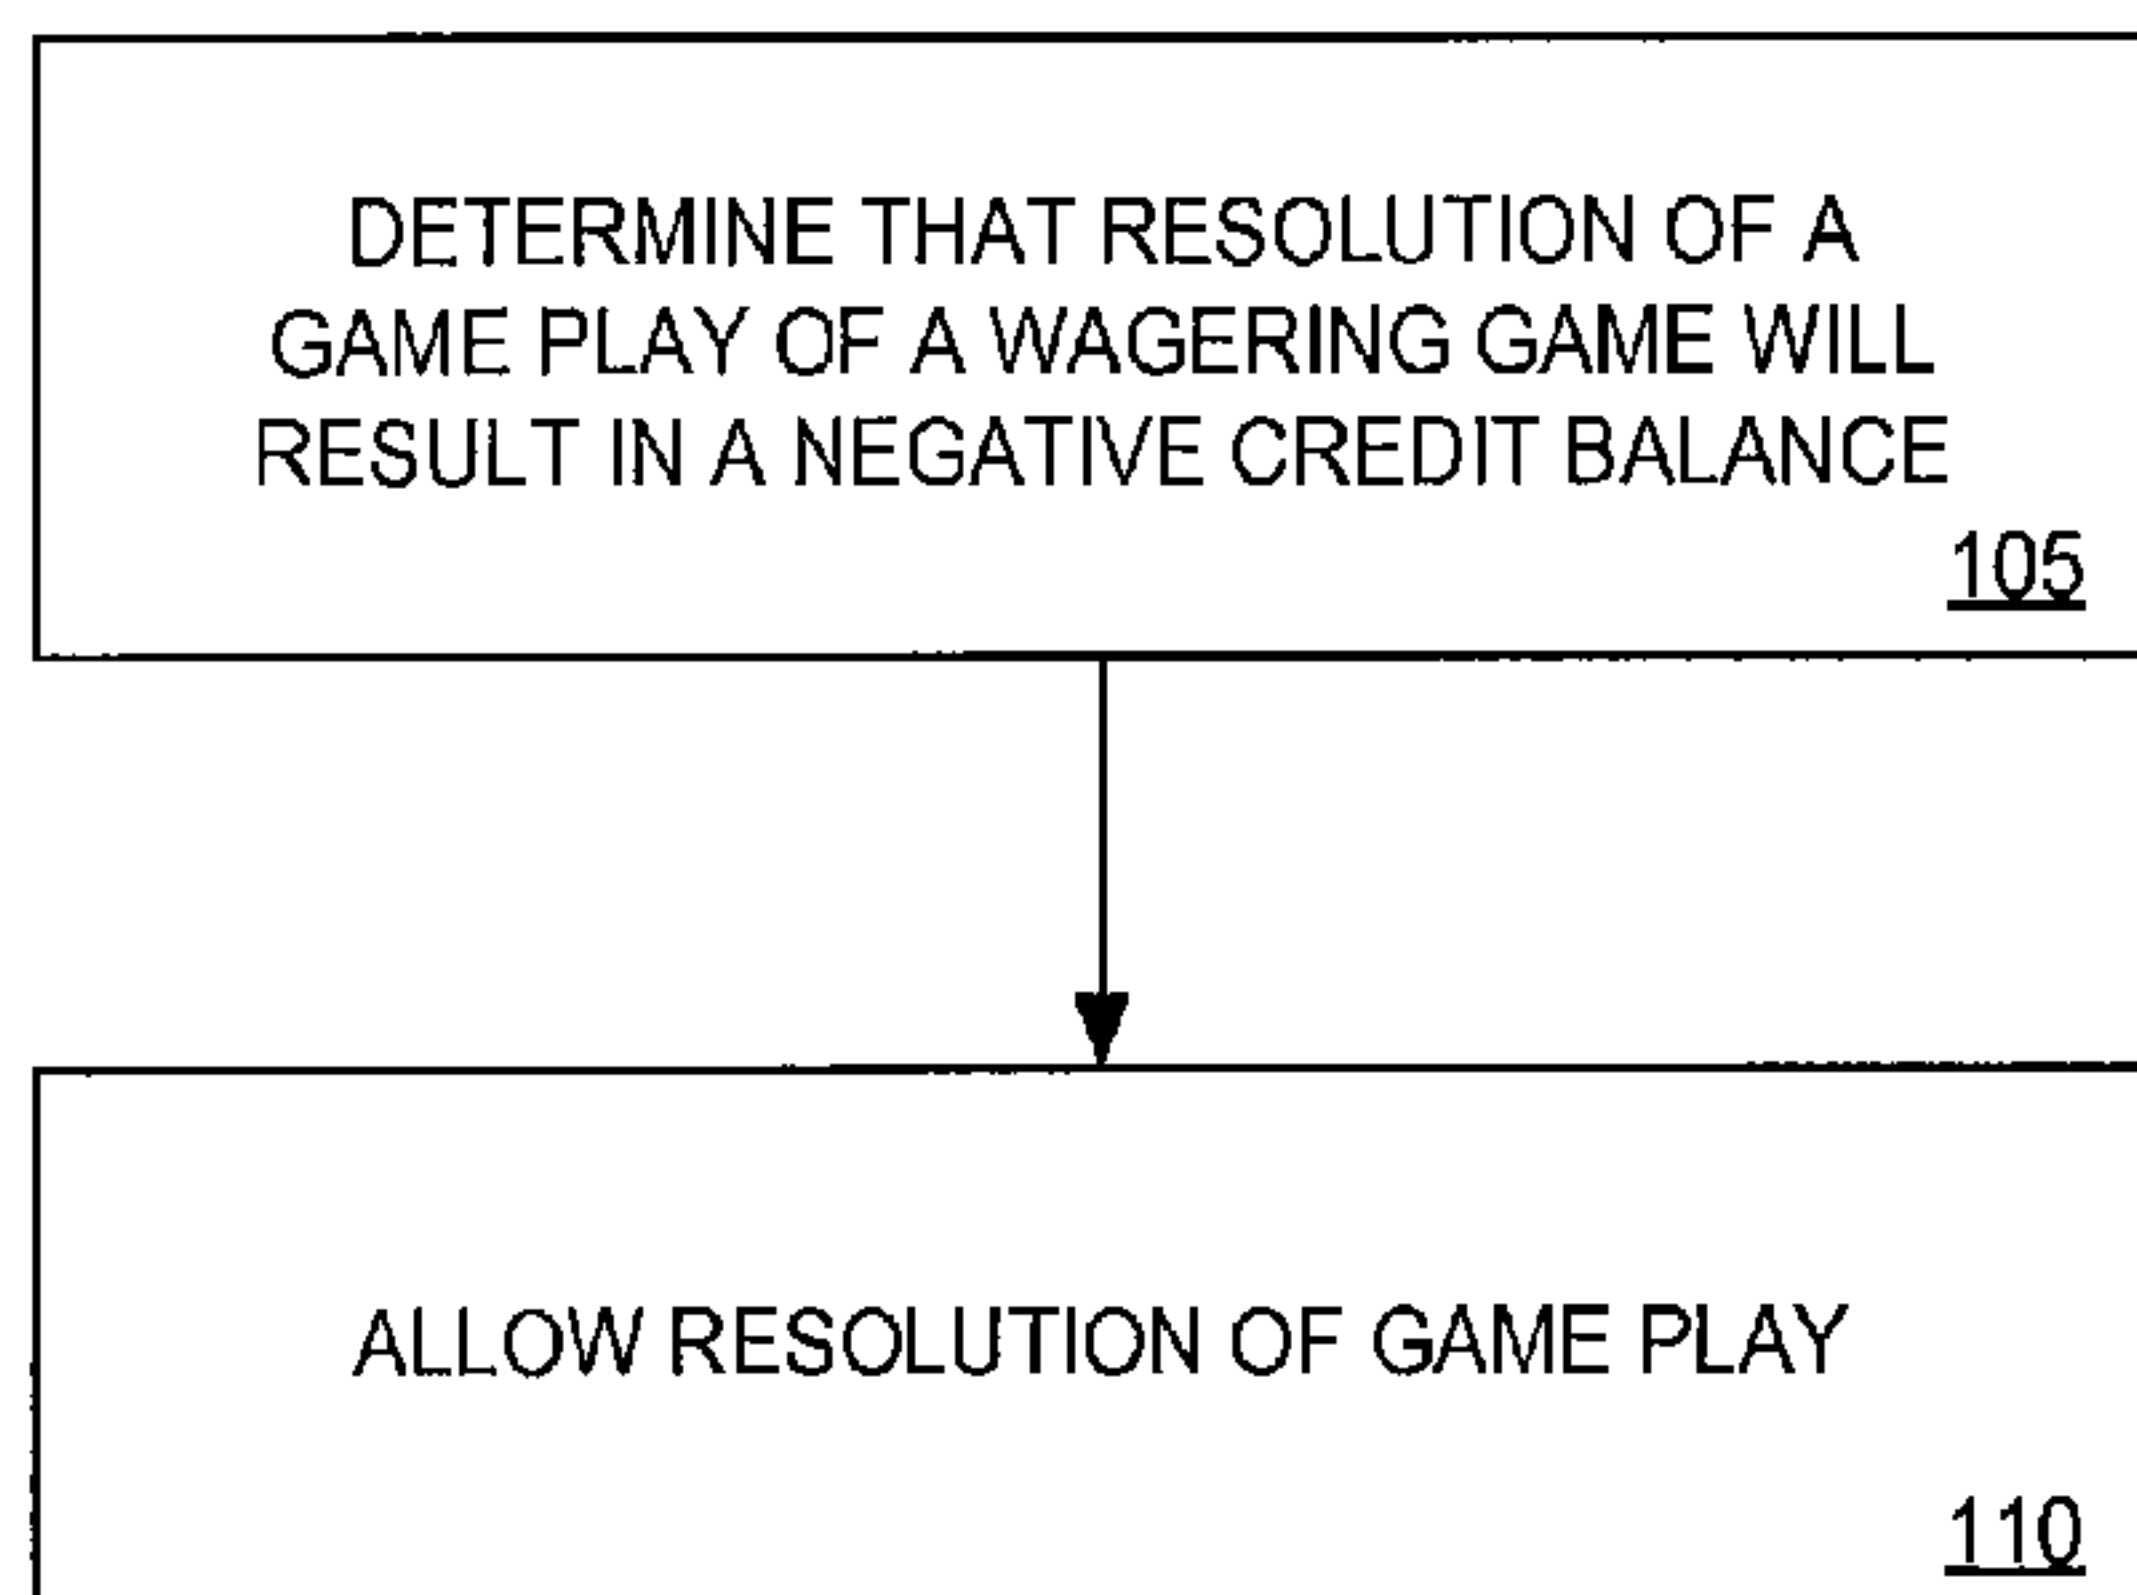 DETERMINE THAT RESOLUTION OF A
GAME PLAY OF A WAGERING GAME WILL
RESULT IN A NEGATIVE CREDIT BALANCE
105
ALLOW RESOLUTION OF GAME PLAY
110